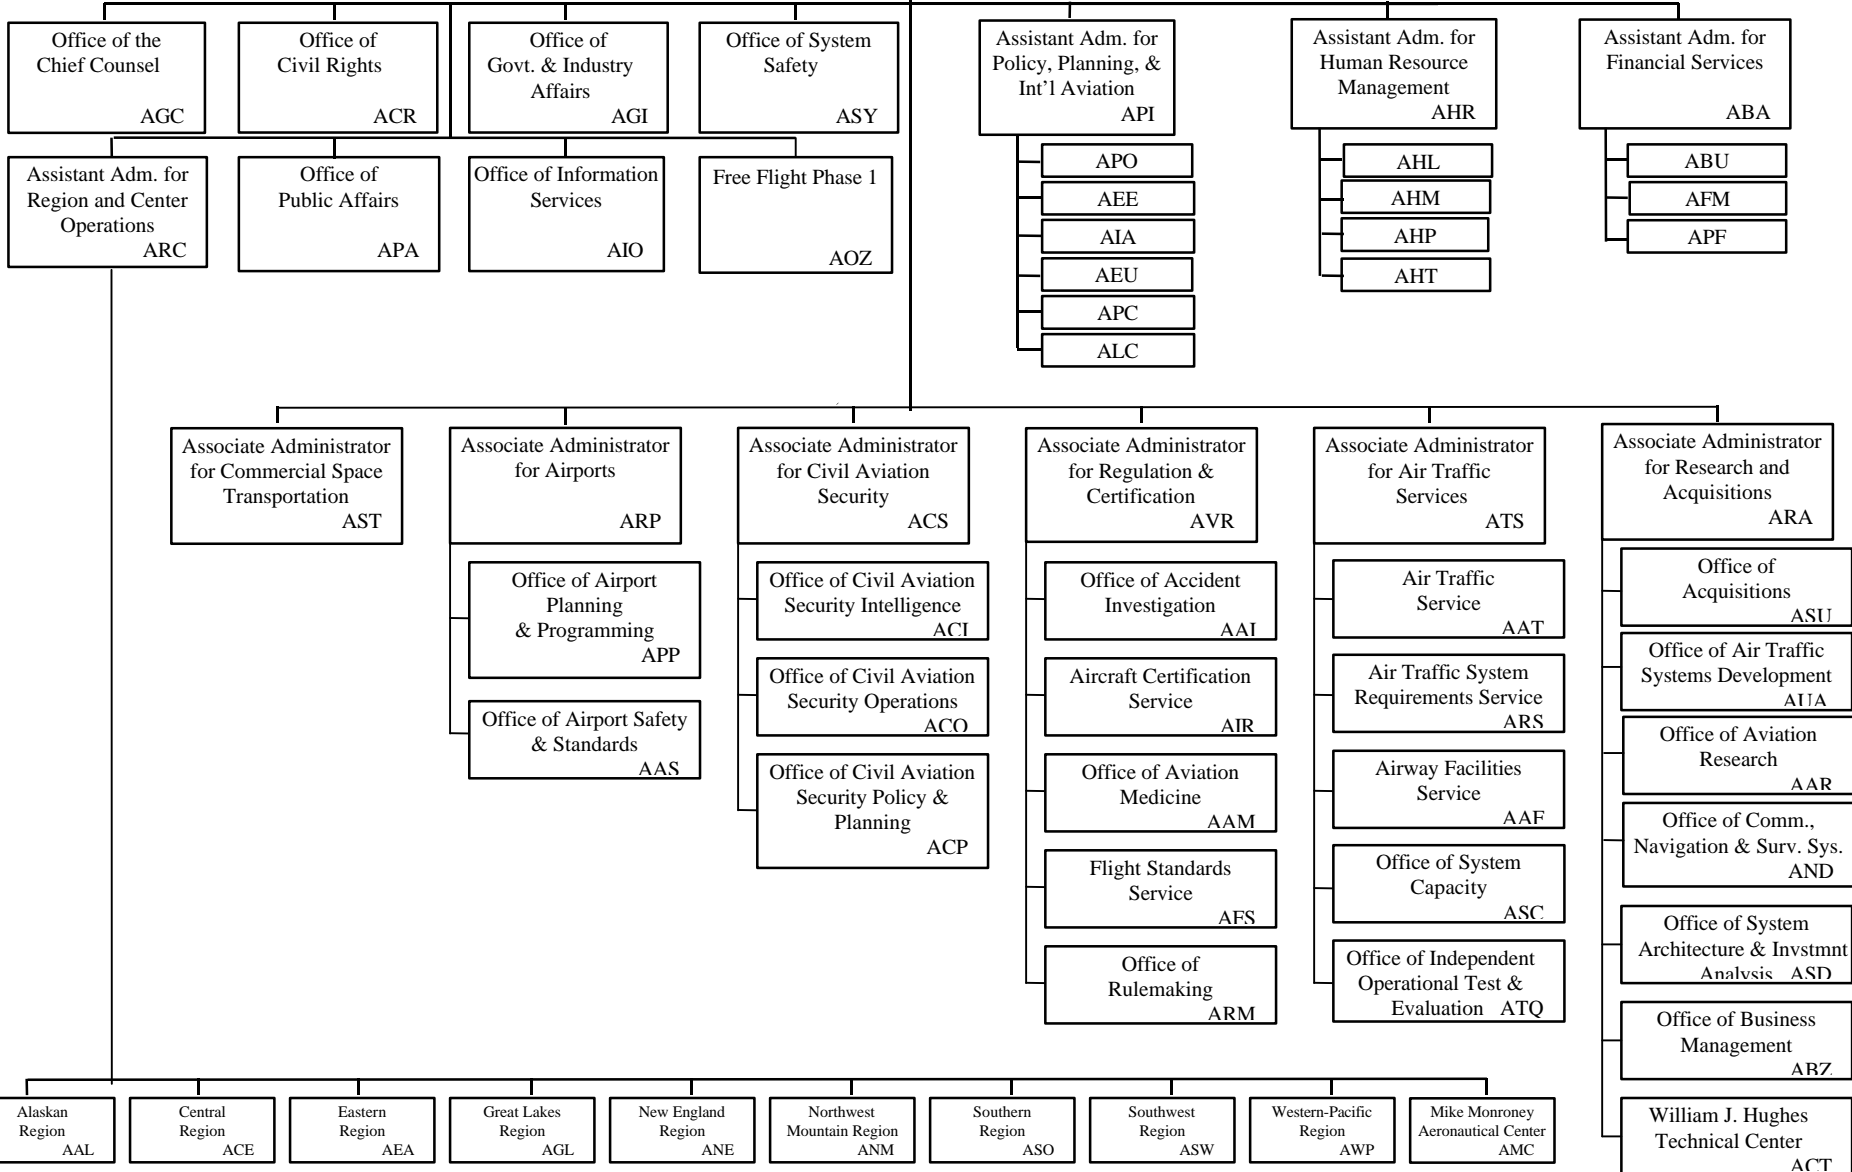 Office of the
Chief Counsel
AGC
Office of
Civil Rights
ACR
Office of
Govt. & Industry
Affairs
AGI
Office of System
Safety
ASY
Assistant Adm. for
Policy, Planning, &
Int'l Aviation
API
Assistant Adm. for
Human Resource
Management
AHR
Assistant Adm. for
Financial Services
ABA
Assistant Adm. for
Region and Center
Operations
ARC
Office of
Public Affairs
APA
Office of Information
Services
AIO
Free Flight Phase 1
AOZ
APO
AEE
AIA
AEU
APC
ALC
AHL
AHM
AHP
AHT
ABU
AFM
APF
Associate Administrator
for Commercial Space
Transportation
AST
Associate Administrator
for Airports
ARP
Office of Airport
Planning
& Programming
APP
Office of Airport Safety
& Standards
AAS
Associate Administrator
for Civil Aviation
Security
ACS
Office of Civil Aviation
Security Intelligence
ACI
Office of Civil Aviation
Security Operations
ACO
Office of Civil Aviation
Security Policy &
Planning
ACP
Associate Administrator
for Regulation &
Certification
AVR
Office of Accident
Investigation
AAI
Aircraft Certification
Service
AIR
Office of Aviation
Medicine
AAM
Flight Standards
Service
AFS
Office of
Rulemaking
ARM
Associate Administrator
for Air Traffic
Services
ATS
Air Traffic
Service
AAT
Air Traffic System
Requirements Service
ARS
Airway Facilities
Service
AAF
Office of System
Capacity
ASC
Office of Independent
Operational Test &
Evaluation ATQ
Associate Administrator
for Research and
Acquisitions
ARA
Office of
Acquisitions
ASU
Office of Air Traffic
Systems Development
AUA
Office of Aviation
Research
AAR
Office of Comm.,
Navigation & Surv. Sys.
AND
Office of System
Architecture & Invstmnt
Analysis ASD
Office of Business
Management
ABZ
William J. Hughes
Technical Center
ACT
Alaskan
Region
AAL
Central
Region
ACE
Eastern
Region
AEA
Great Lakes
Region
AGL
New England
Region
ANE
Northwest
Mountain Region
ANM
Southern
Region
ASO
Southwest
Region
ASW
Western-Pacific
Region
AWP
Mike Monroney
Aeronautical Center
AMC